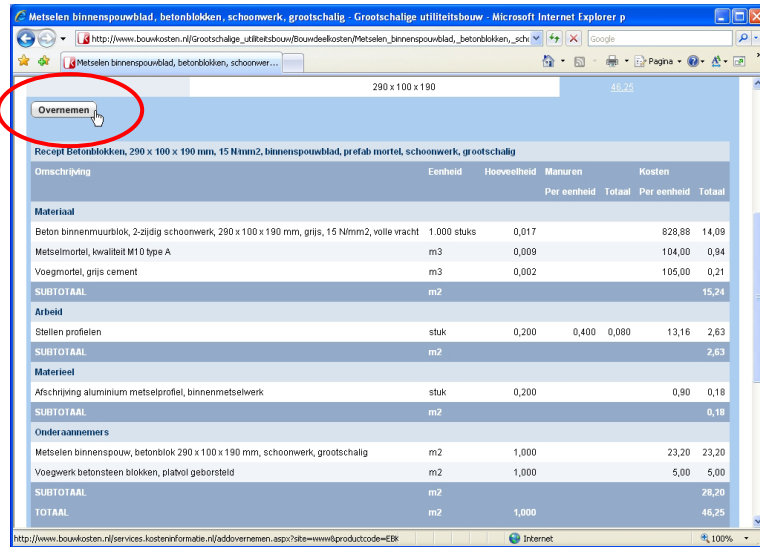 Metselen binnenspouwblad, betonblokken, schoonwerk, grootschalig - Grootschalige utiliteitsbouw - Microsoft Internet Explorer p
http://www.bouwkosten.nl/Grootschalige_utiliteitsbouw/Bouwdeelkosten/Metselen_binnenspouwblad,_betonblokken,_sch Google
Metselen binnenspouwblad, betonblokken, schoonwer... Pagina
290 x 100 x 190 46,25
Overnemen
Recept Betonblokken, 290 x 100 x 190 mm, 15 N/mm2, binnenspouwblad, prefab mortel, schoonwerk, grootschalig
Omschrijving Eenheid Hoeveelheid Manuren Kosten
Per eenheid Totaal Per eenheid Totaal
Materiaal
Beton binnenmuurblok, 2-zijdig schoonwerk, 290 x 100 x 190 mm, grijs, 15 N/mm2, volle vracht 1.000 stuks 0,017 828,88 14,09
Metselmortel, kwaliteit M10 type A m3 0,009 104,00 0,94
Voegmortel, grijs cement m3 0,002 105,00 0,21
SUBTOTAAL m2 15,24
Arbeid
Stellen profielen stuk 0,200 0,400 0,080 13,16 2,63
SUBTOTAAL m2 2,63
Materieel
Afschrijving aluminium metselprofiel, binnenmetselwerk stuk 0,200 0,90 0,18
SUBTOTAAL m2 0,18
Onderaannemers
Metselen binnenspouw, betonblok 290 x 100 x 190 mm, schoonwerk, grootschalig m2 1,000 23,20 23,20
Voegwerk betonsteen blokken, platvol geborsteld m2 1,000 5,00 5,00
SUBTOTAAL m2 28,20
TOTAAL m2 1,000 46,25
http://www.bouwkosten.nl/services.kosteninformatie.nl/addovernemen.aspx?site=www&productcode=EBK Internet 100%